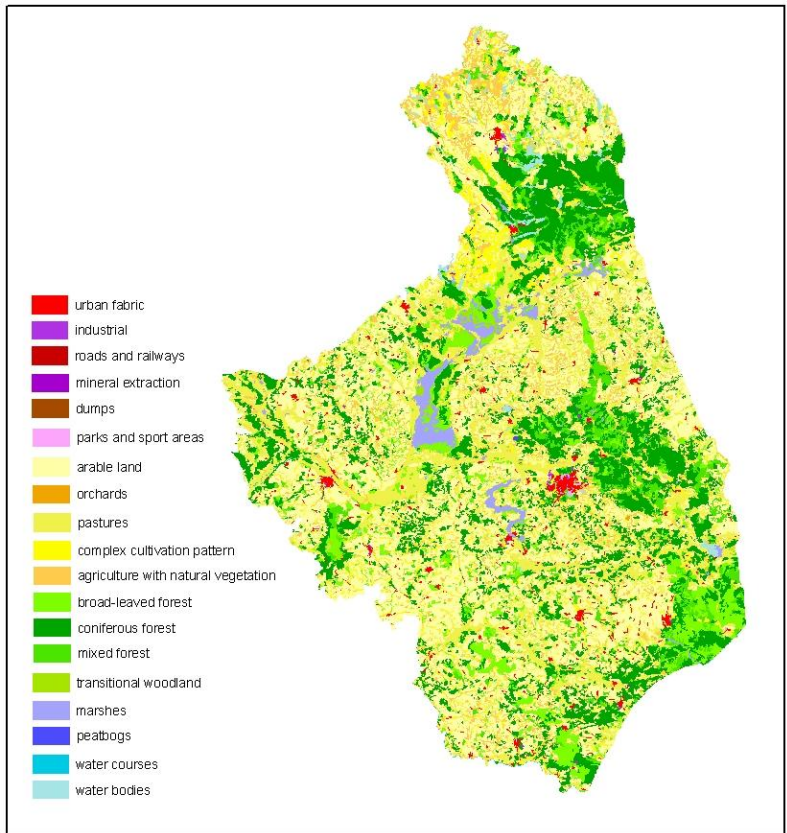 urban fabric
industrial
roads and railways
mineral extraction
dumps
parks and sport areas
arable land
orchards
pastures
complex cultivation pattern
agriculture with natural vegetation
broad-leaved forest
coniferous forest
mixed forest
transitional woodland
marshes
peatbogs
water courses
water bodies